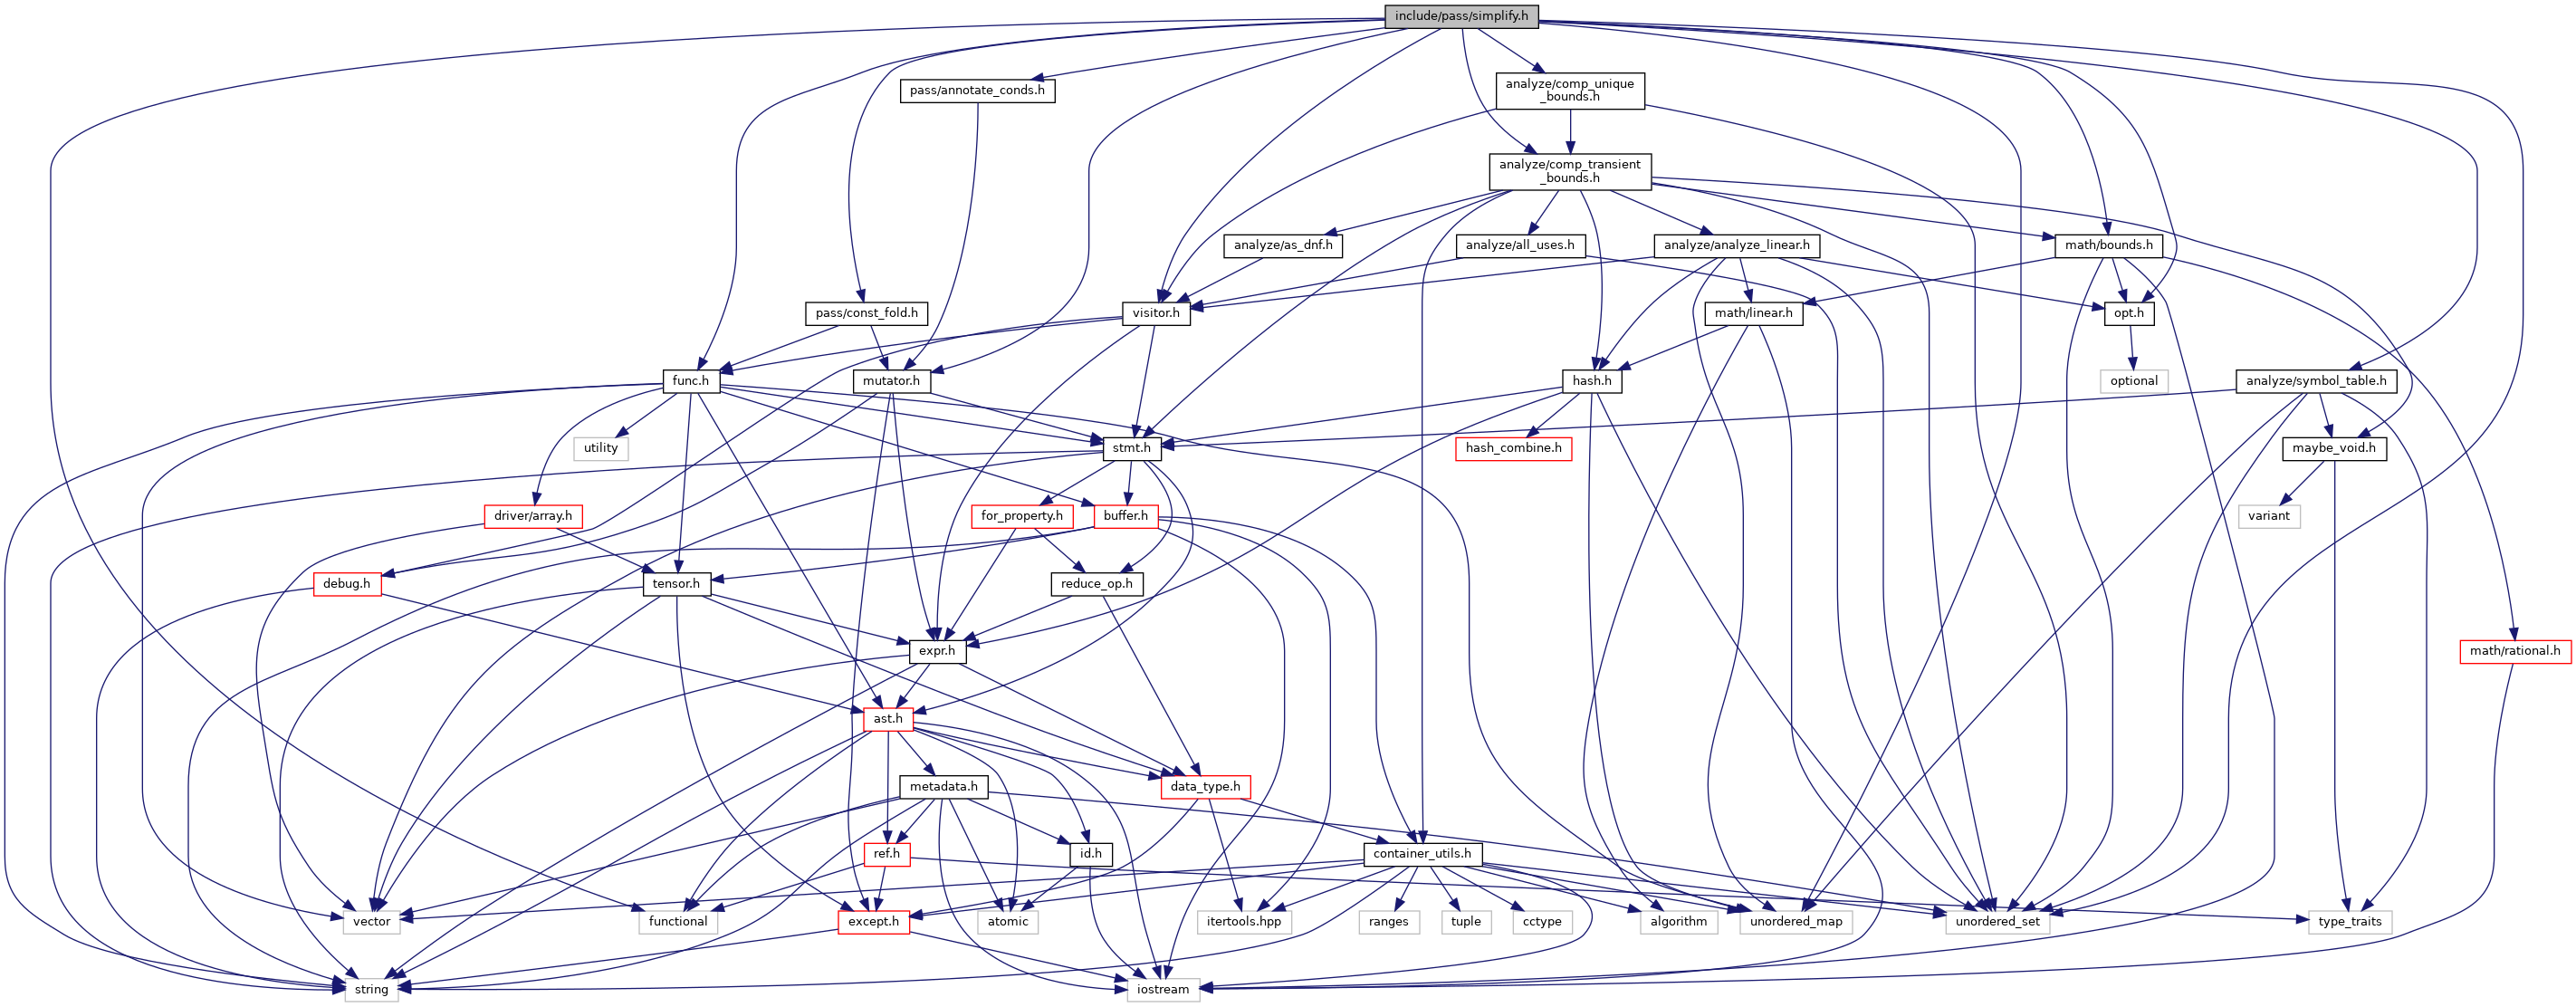 include/pass/simplify.h
pass/annotate_conds.h
analyze/comp_unique
_bounds.h
analyze/comp_transient
_bounds.h
analyze/as_dnf.h
analyze/all_uses.h
analyze/analyze_linear.h
math/bounds.h
pass/const_fold.h
visitor.h
math/linear.h
opt.h
func.h
mutator.h
hash.h
optional
analyze/symbol_table.h
utility
stmt.h
hash_combine.h
maybe_void.h
driver/array.h
for_property.h
buffer.h
variant
debug.h
tensor.h
reduce_op.h
expr.h
math/rational.h
ast.h
metadata.h
data_type.h
ref.h
id.h
container_utils.h
vector
functional
except.h
atomic
itertools.hpp
ranges
tuple
cctype
algorithm
unordered_map
unordered_set
type_traits
string
iostream